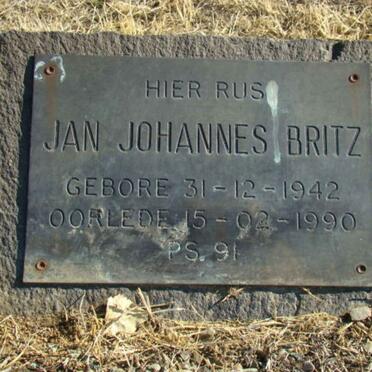 HIER RUS
JAN JOHANNES BRITZ
GEBORE 31-12-1942
OORLEDE 15-02-1990
PS. 91